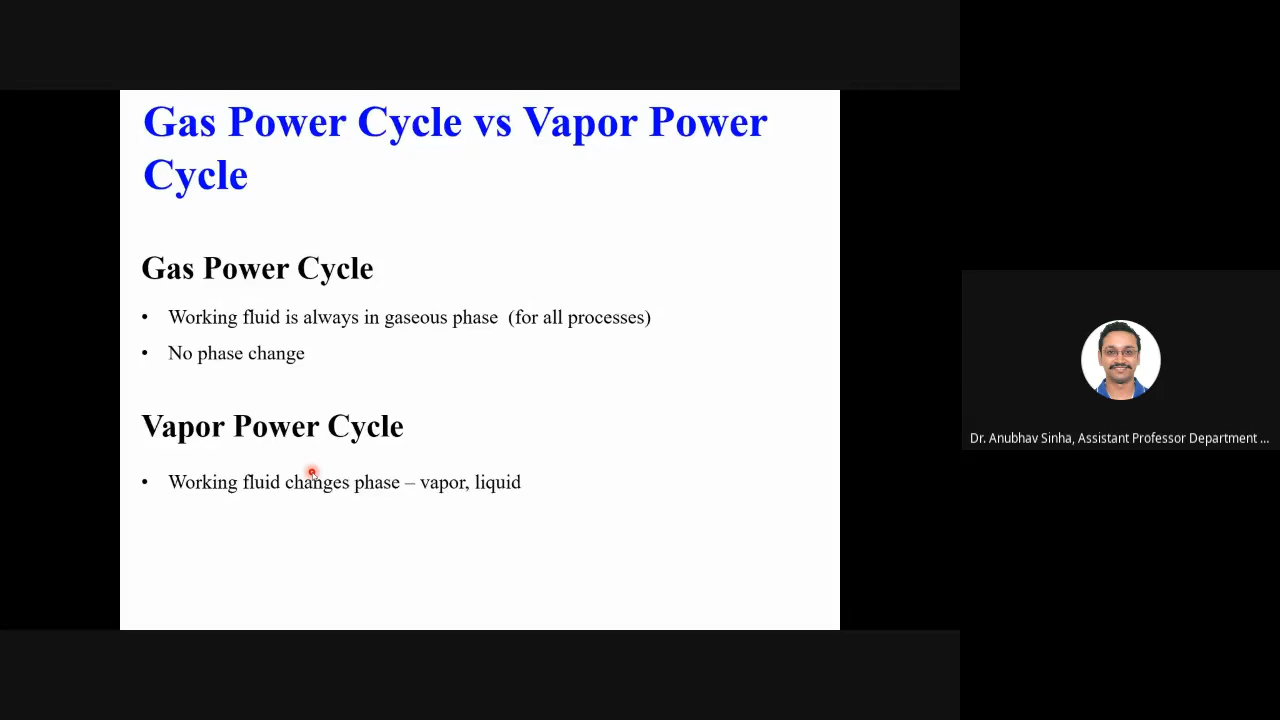 Gas Power Cycle vs Vapor Power
Cycle
Gas Power Cycle
• Working fluid is always in gaseous phase (for all processes)
• No phase change
Vapor Power Cycle
• Working fluid changes phase – vapor, liquid
Dr. Anubhav Sinha, Assistant Professor Department ...